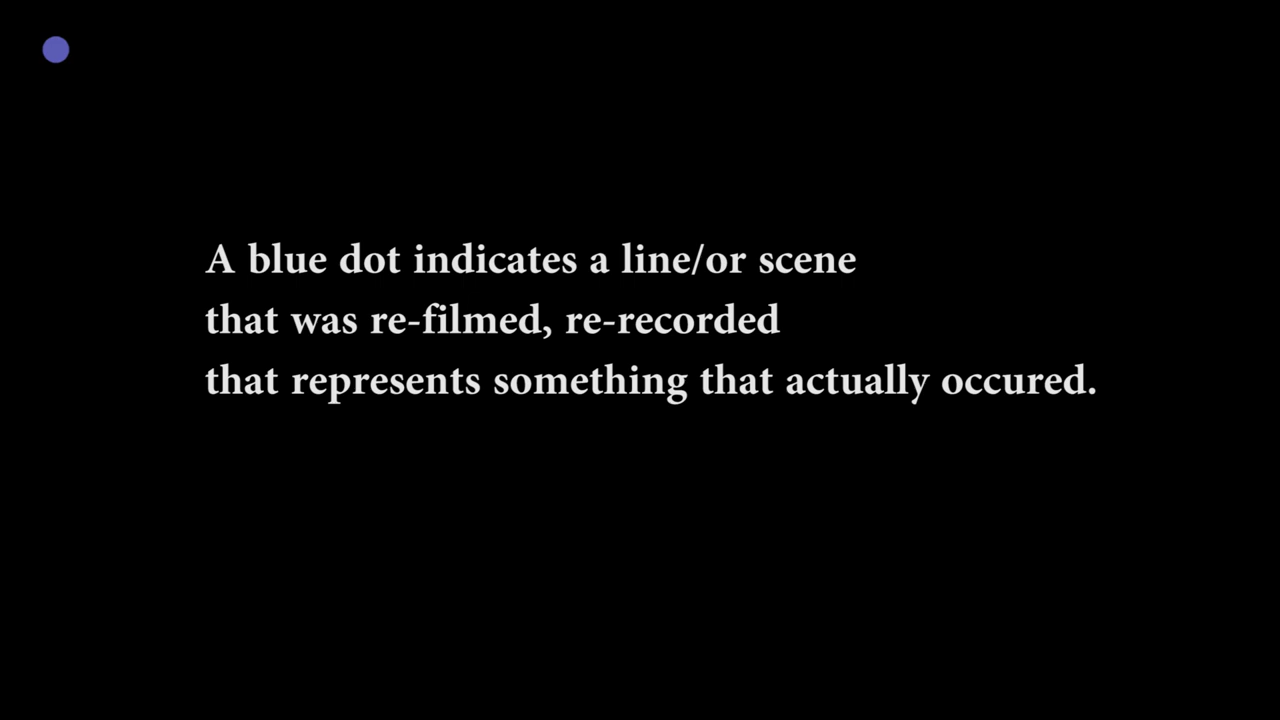 A blue dot indicates a line/or scene
that was re-filmed, re-recorded
that represents something that actually occured.